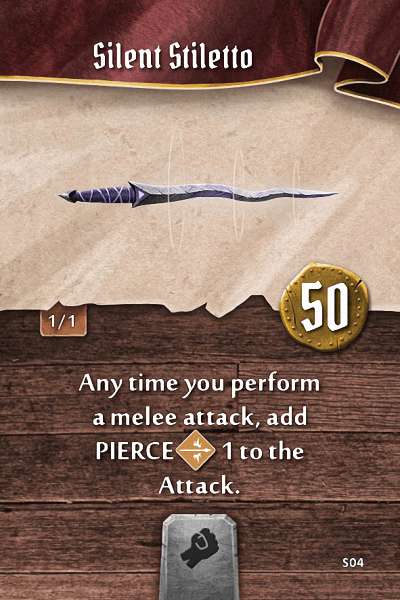 Silent Stiletto
1/1
50
Any time you perform
a melee attack, add
PIERCE 1 to the
Attack.
S04